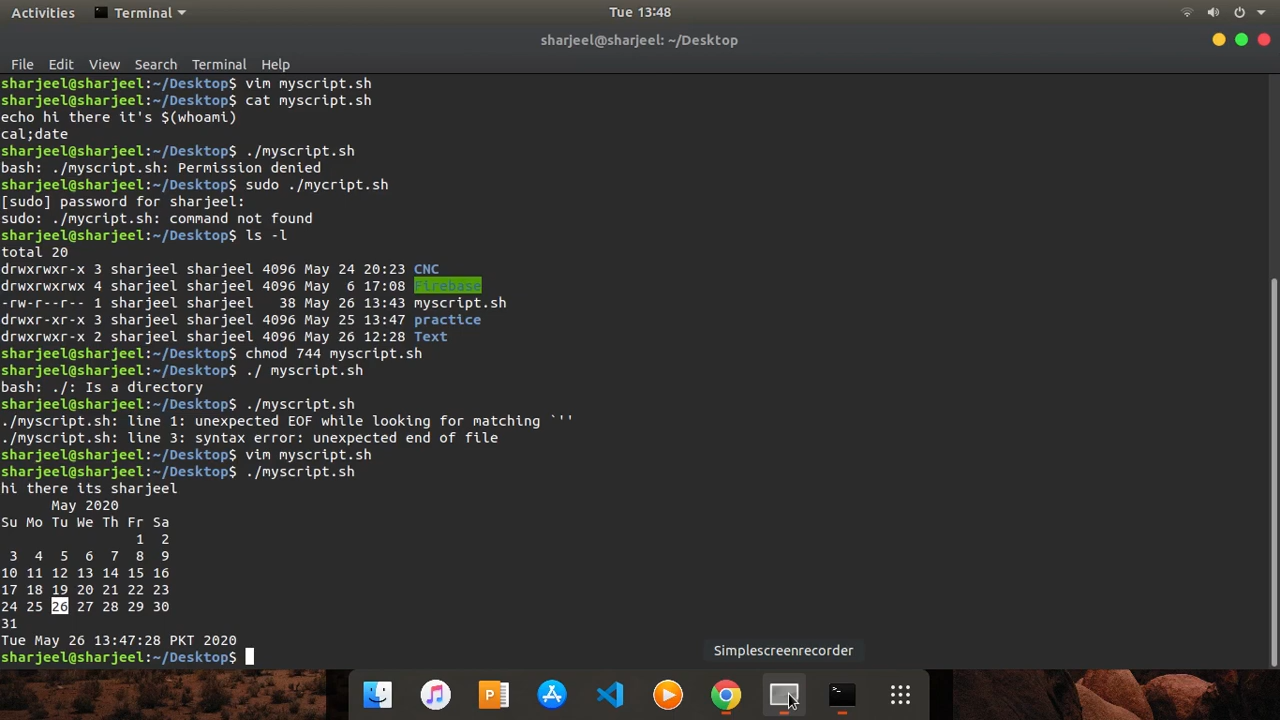 Activities Terminal Tue 13:48
sharjeel@sharjeel: ~/Desktop
File Edit View Search Terminal Help
sharjeel@sharjeel:~/Desktop$ vim myscript.sh
sharjeel@sharjeel:~/Desktop$ cat myscript.sh
echo hi there it's $(whoami)
cal;date
sharjeel@sharjeel:~/Desktop$ ./myscript.sh
bash: ./myscript.sh: Permission denied
sharjeel@sharjeel:~/Desktop$ sudo ./mycript.sh
[sudo] password for sharjeel:
sudo: ./mycript.sh: command not found
sharjeel@sharjeel:~/Desktop$ ls -l
total 20
drwxrwxr-x 3 sharjeel sharjeel 4096 May 24 20:23 CNC
drwxrwxrwx 4 sharjeel sharjeel 4096 May  6 17:08 Firebase
-rw-r--r-- 1 sharjeel sharjeel   38 May 26 13:43 myscript.sh
drwxr-xr-x 3 sharjeel sharjeel 4096 May 25 13:47 practice
drwxrwxr-x 2 sharjeel sharjeel 4096 May 26 12:28 Text
sharjeel@sharjeel:~/Desktop$ chmod 744 myscript.sh
sharjeel@sharjeel:~/Desktop$ ./ myscript.sh
bash: ./: Is a directory
sharjeel@sharjeel:~/Desktop$ ./myscript.sh
./myscript.sh: line 1: unexpected EOF while looking for matching `''
./myscript.sh: line 3: syntax error: unexpected end of file
sharjeel@sharjeel:~/Desktop$ vim myscript.sh
sharjeel@sharjeel:~/Desktop$ ./myscript.sh
hi there its sharjeel
May 2020
Su Mo Tu We Th Fr Sa
1  2
3  4  5  6  7  8  9
10 11 12 13 14 15 16
17 18 19 20 21 22 23
24 25 26 27 28 29 30
31
Tue May 26 13:47:28 PKT 2020
sharjeel@sharjeel:~/Desktop$
Simplescreenrecorder
P